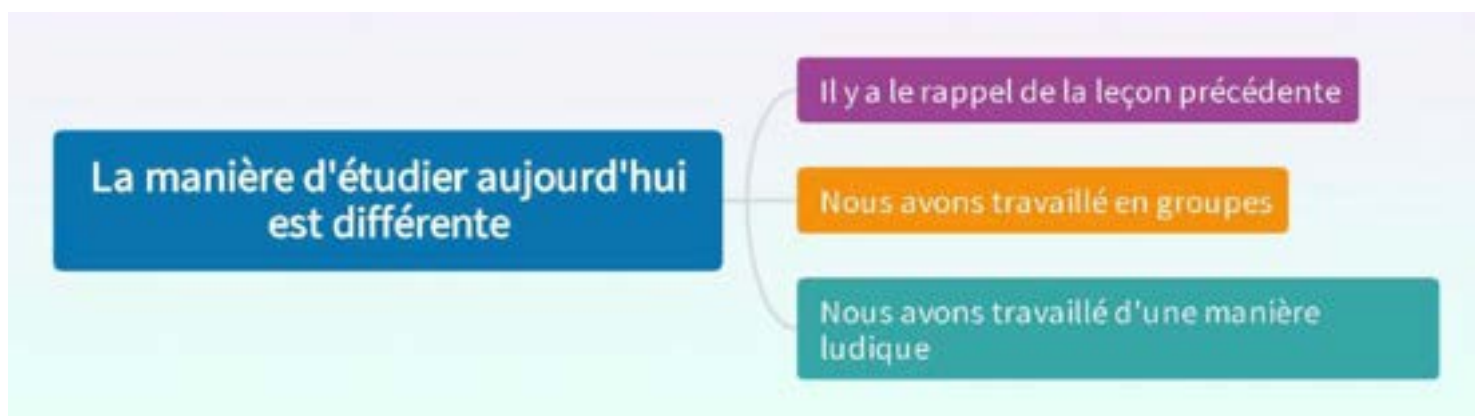 La manière d'étudier aujourd'hui
est différente
Il y a le rappel de la leçon précédente
Nous avons travaillé en groupes
Nous avons travaillé d'une manière
ludique